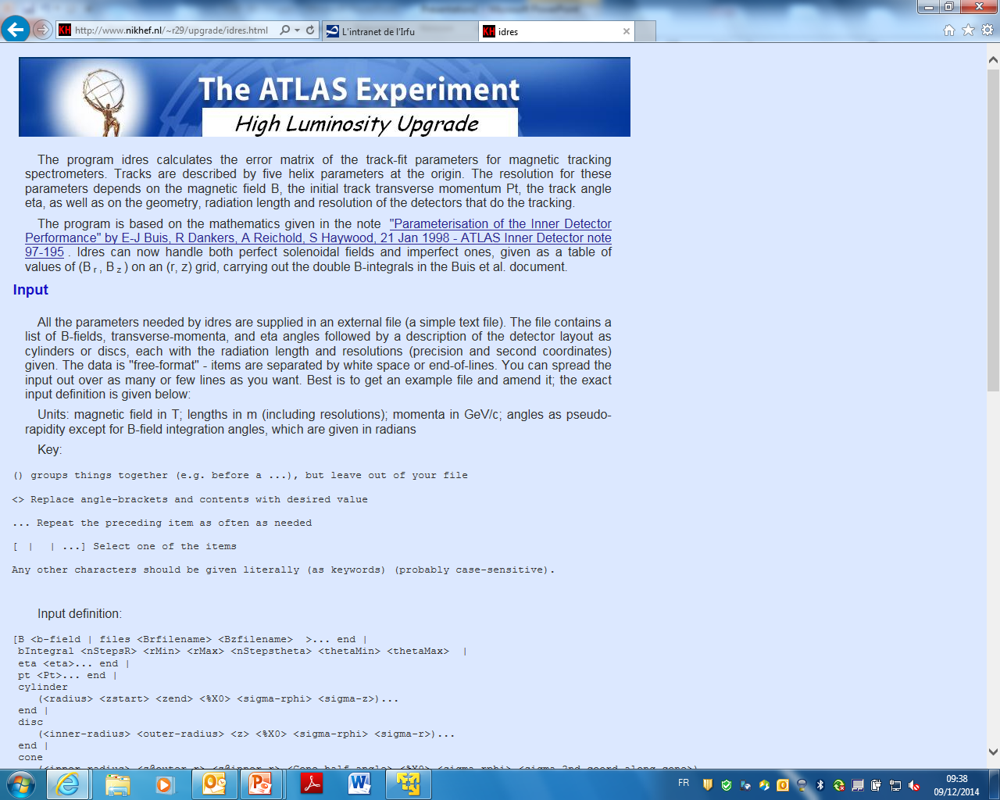 http://www.nikhef.nl/~r29/upgrade/idres.html
L'intranet de l'Irfu
KH idres
The ATLAS Experiment
High Luminosity Upgrade
The program idres calculates the error matrix of the track-fit parameters for magnetic tracking
spectrometers. Tracks are described by five helix parameters at the origin. The resolution for these
parameters depends on the magnetic field B, the initial track transverse momentum Pt, the track angle
eta, as well as on the geometry, radiation length and resolution of the detectors that do the tracking.
The program is based on the mathematics given in the note "Parameterisation of the Inner Detector
Performance" by E-J Buis, R Dankers, A Reichold, S Haywood, 21 Jan 1998 - ATLAS Inner Detector note
97-195 . Idres can now handle both perfect solenoidal fields and imperfect ones, given as a table of
values of (B r , B z ) on an (r, z) grid, carrying out the double B-integrals in the Buis et al. document.
Input
All the parameters needed by idres are supplied in an external file (a simple text file). The file contains a
list of B-fields, transverse-momenta, and eta angles followed by a description of the detector layout as
cylinders or discs, each with the radiation length and resolutions (precision and second coordinates)
given. The data is "free-format" - items are separated by white space or end-of-lines. You can spread the
input out over as many or few lines as you want. Best is to get an example file and amend it; the exact
input definition is given below:
Units: magnetic field in T; lengths in m (including resolutions); momenta in GeV/c; angles as pseudo-
rapidity except for B-field integration angles, which are given in radians
Key:
() groups things together (e.g. before a ...), but leave out of your file
<> Replace angle-brackets and contents with desired value
... Repeat the preceding item as often as needed
[ | | ...] Select one of the items
Any other characters should be given literally (as keywords) (probably case-sensitive).
Input definition:
[B <b-field | files <Brfilename> <Bzfilename> >... end |
bIntegral <nStepsR> <rMin> <rMax> <nStepstheta> <thetaMin> <thetaMax> |
eta <eta>... end |
pt <Pt>... end |
cylinder
(<radius> <zstart> <zend> <%X0> <sigma-rphi> <sigma-z>)...
end |
disc
(<inner-radius> <outer-radius> <z> <%X0> <sigma-rphi> <sigma-r>)...
end |
cone
(<inner-radius> <z@outer-r> <z@inner-r> <Cone half angle> <%X0> <sigma-rphi> <sigma 2nd coord along cone>)
FR
09:38
09/12/2014